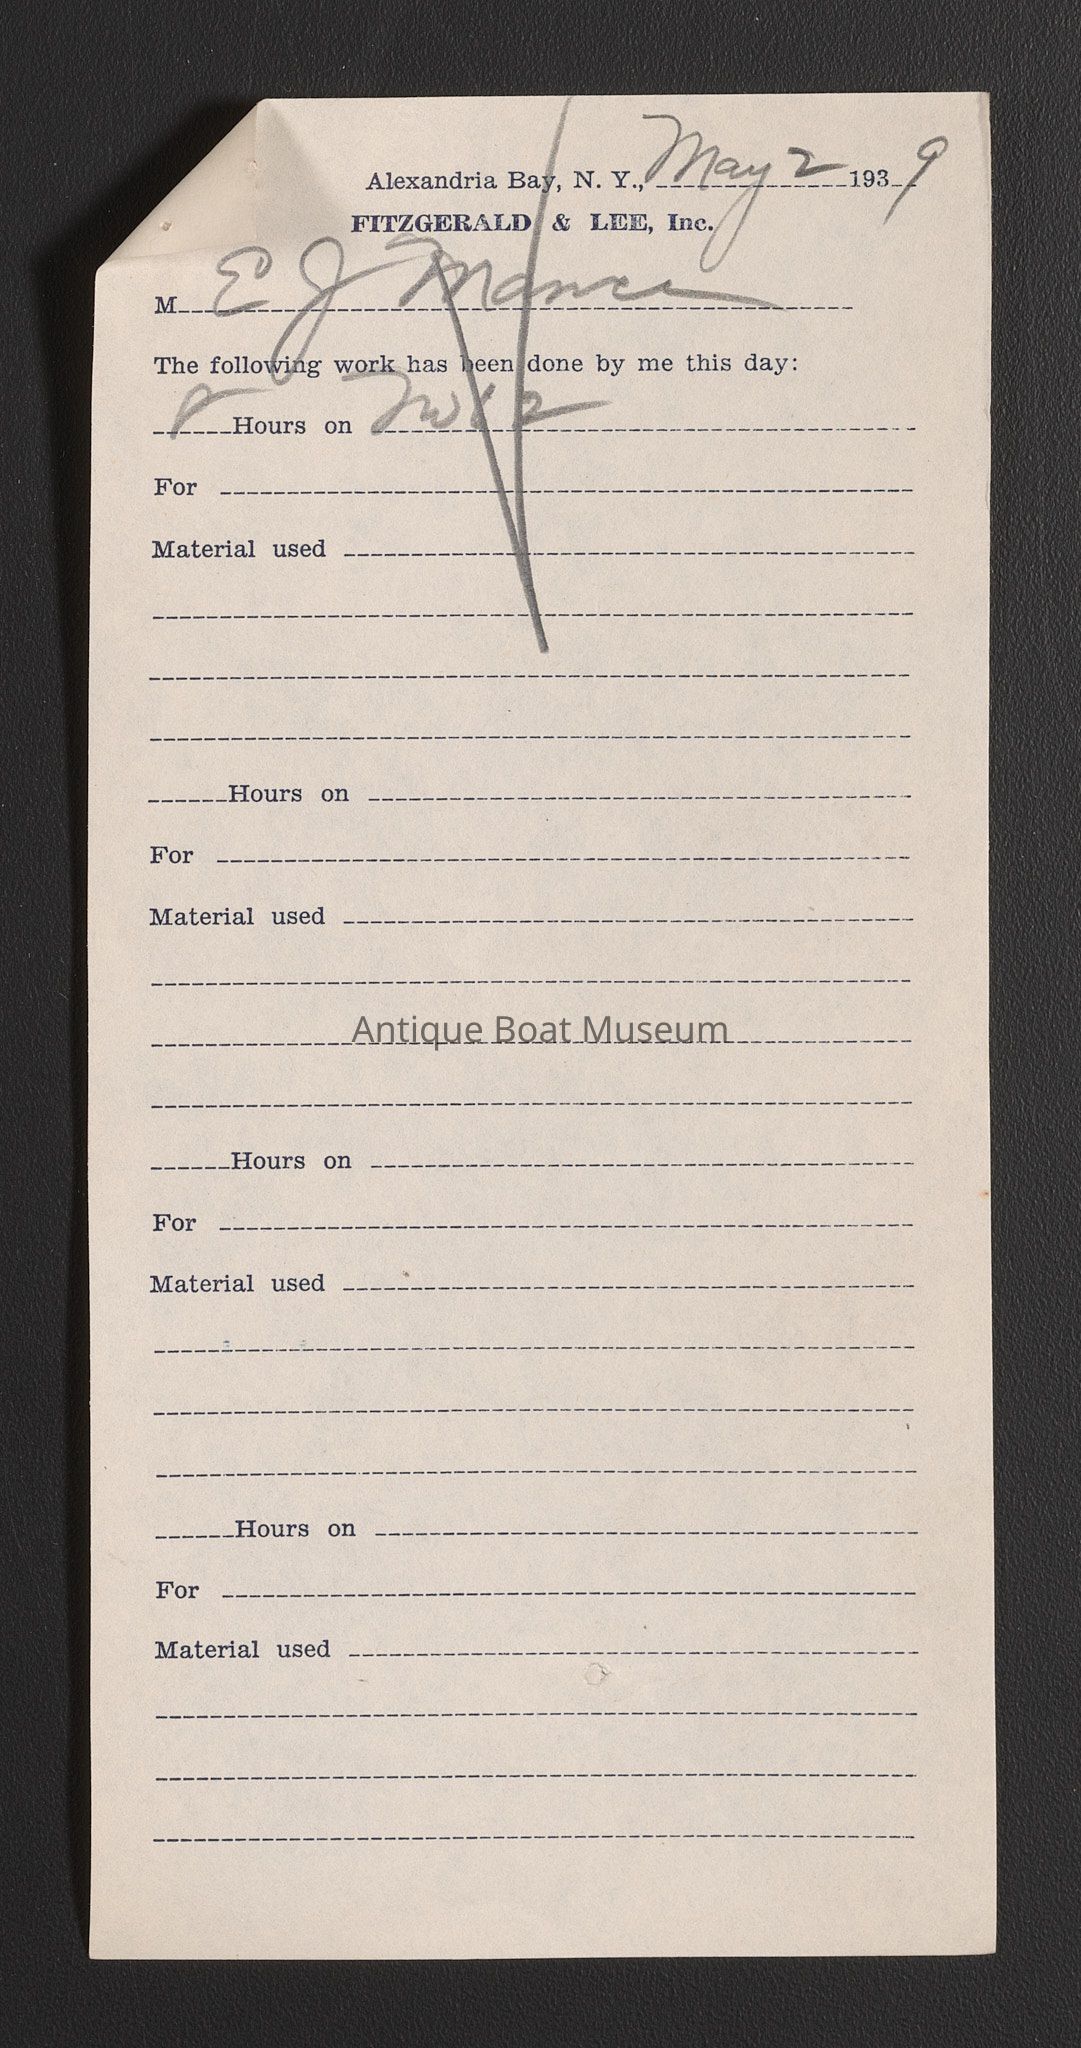 Alexandria Bay, N. Y., May 2 1939
FITZGERALD & LEE, Inc.
M E J
The following work has been done by me this day:
Hours on
For
Material used
Hours on
For
Material used
Antique Boat Museum
Hours on
For
Material used
Hours on
For
Material used